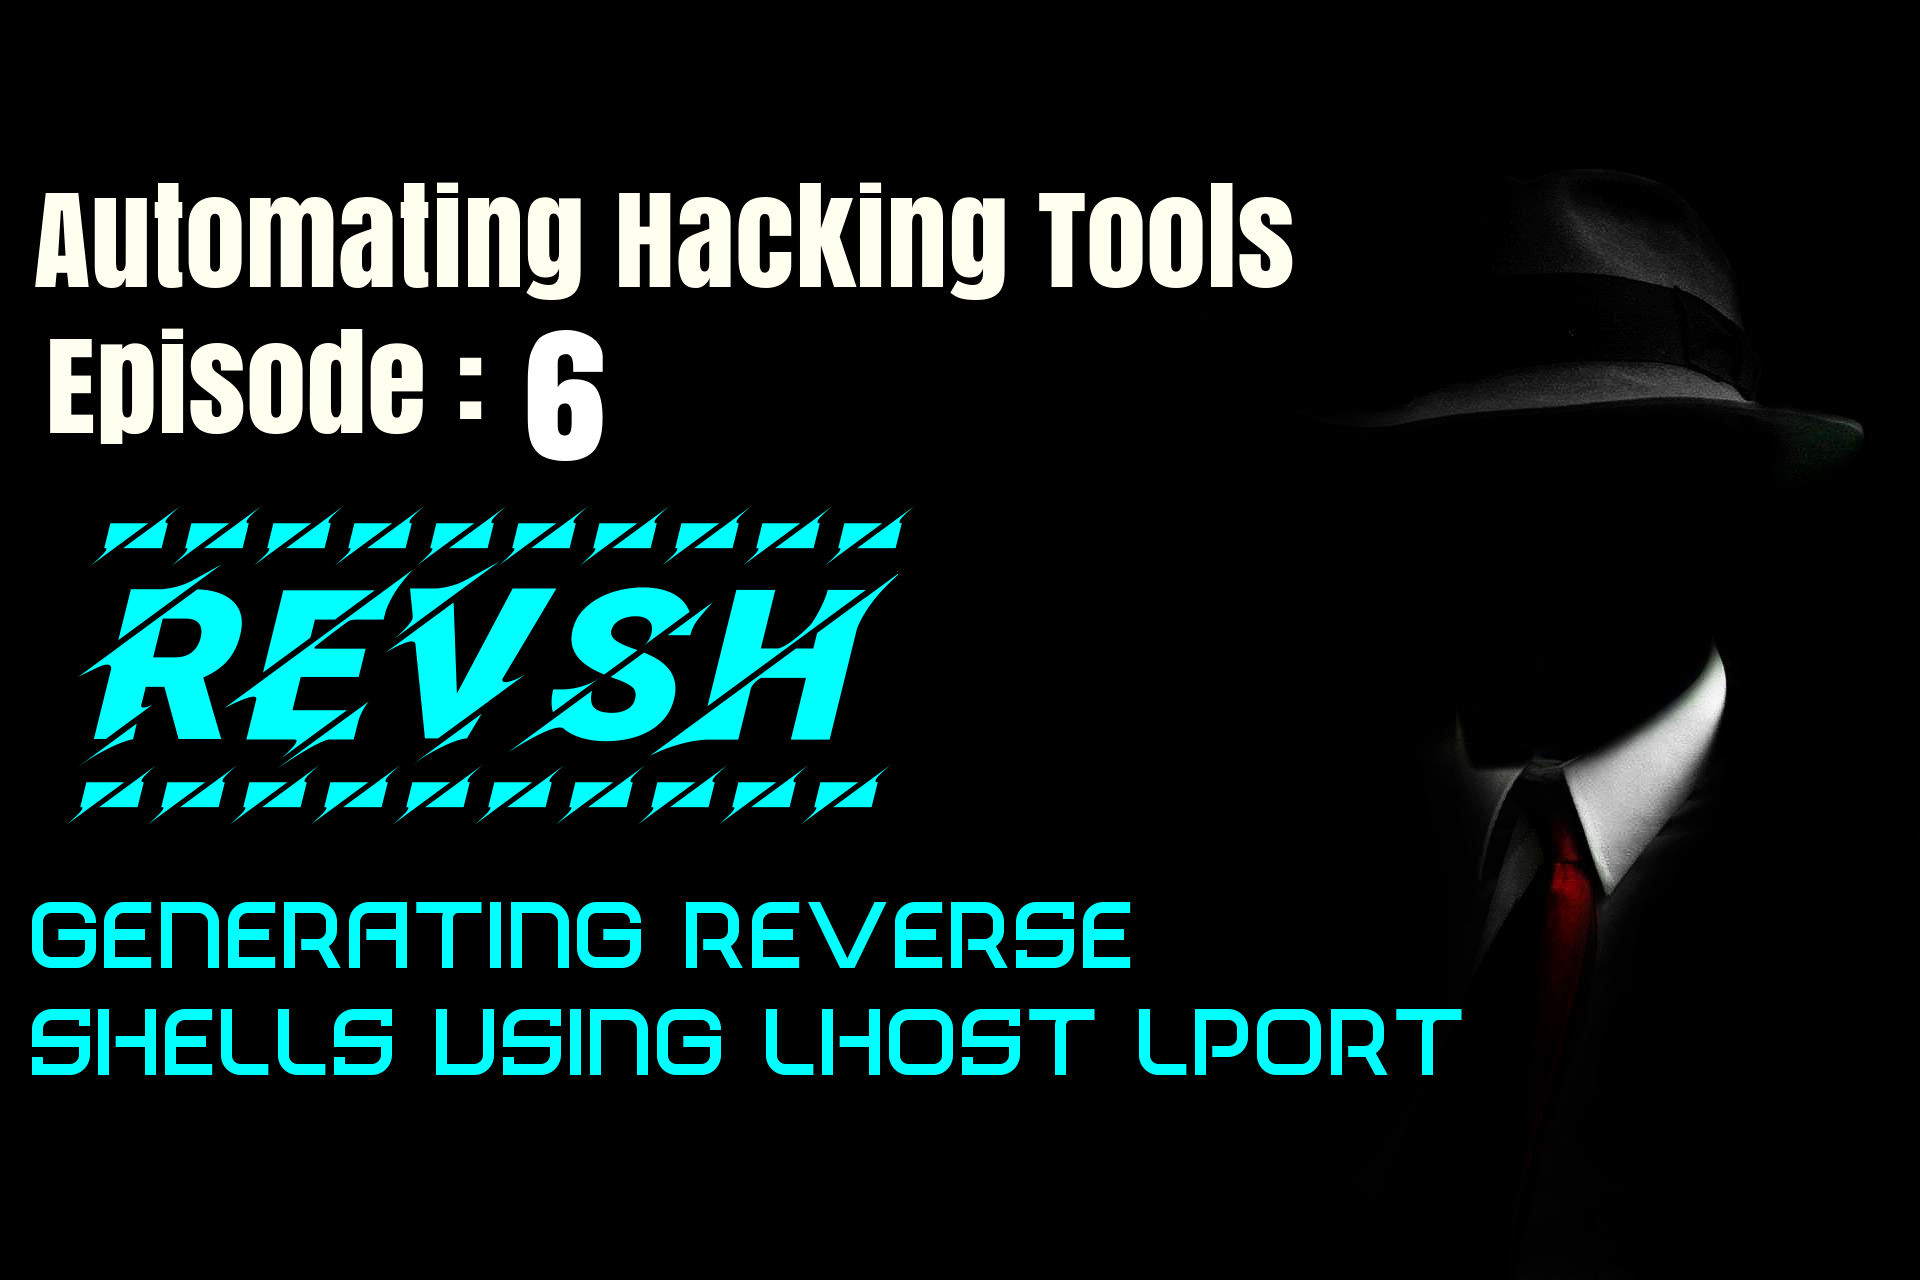 Automating Hacking Tools
Episode : 6
REVSH
GENERATING REVERSE
SHELLS USING LHOST LPORT